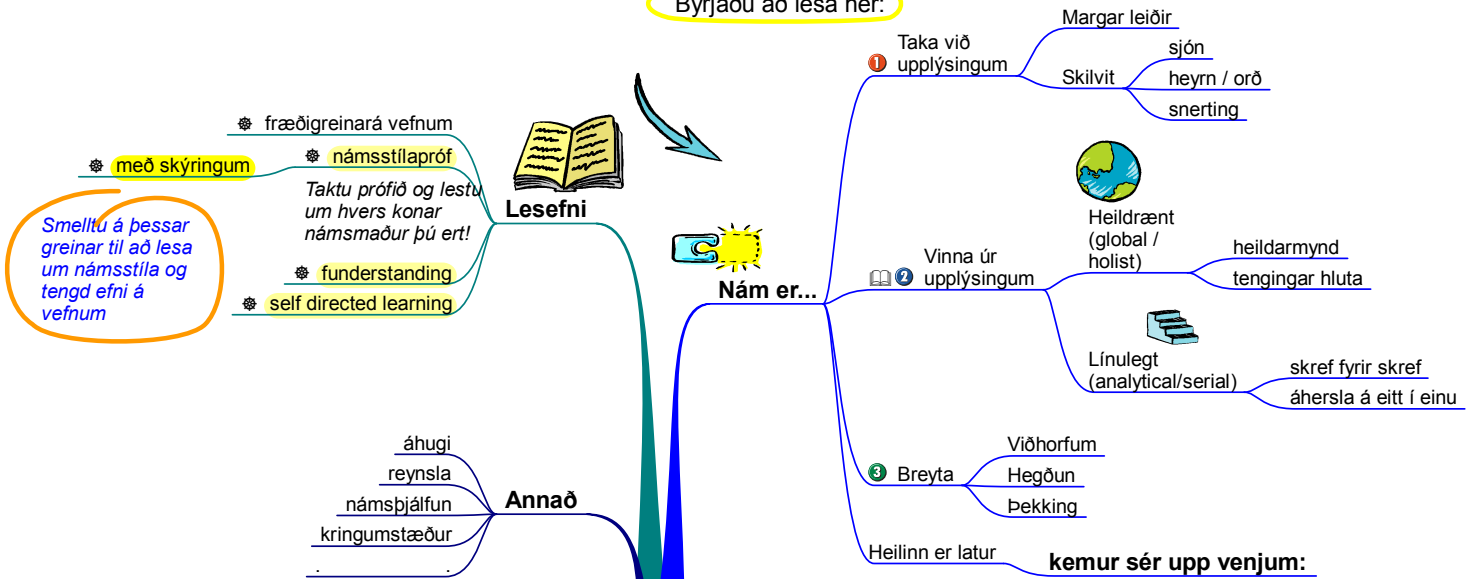 Byrjaðu að lesa hér:
Lesefni
fræðigreinará vefnum
námsstílapróf
með skýringum
Taktu prófið og lestu
um hvers konar
námsmaður þú ert!
funderstanding
self directed learning
Smelltu á þessar
greinar til að lesa
um námsstíla og
tengd efni á
vefnum
Annað
áhugi
reynsla
námsþjálfun
kringumstæður
. .
Nám er...
1 Taka við
upplýsingum
Margar leiðir
Skilvit
sjón
heyrn / orð
snerting
2 Vinna úr
upplýsingum
Heildrænt
(global /
holist)
heildarmynd
tengingar hluta
Línulegt
(analytical/serial)
skref fyrir skref
áhersla á eitt í einu
3 Breyta
Viðhorfum
Hegðun
Þekking
Heilinn er latur
kemur sér upp venjum: